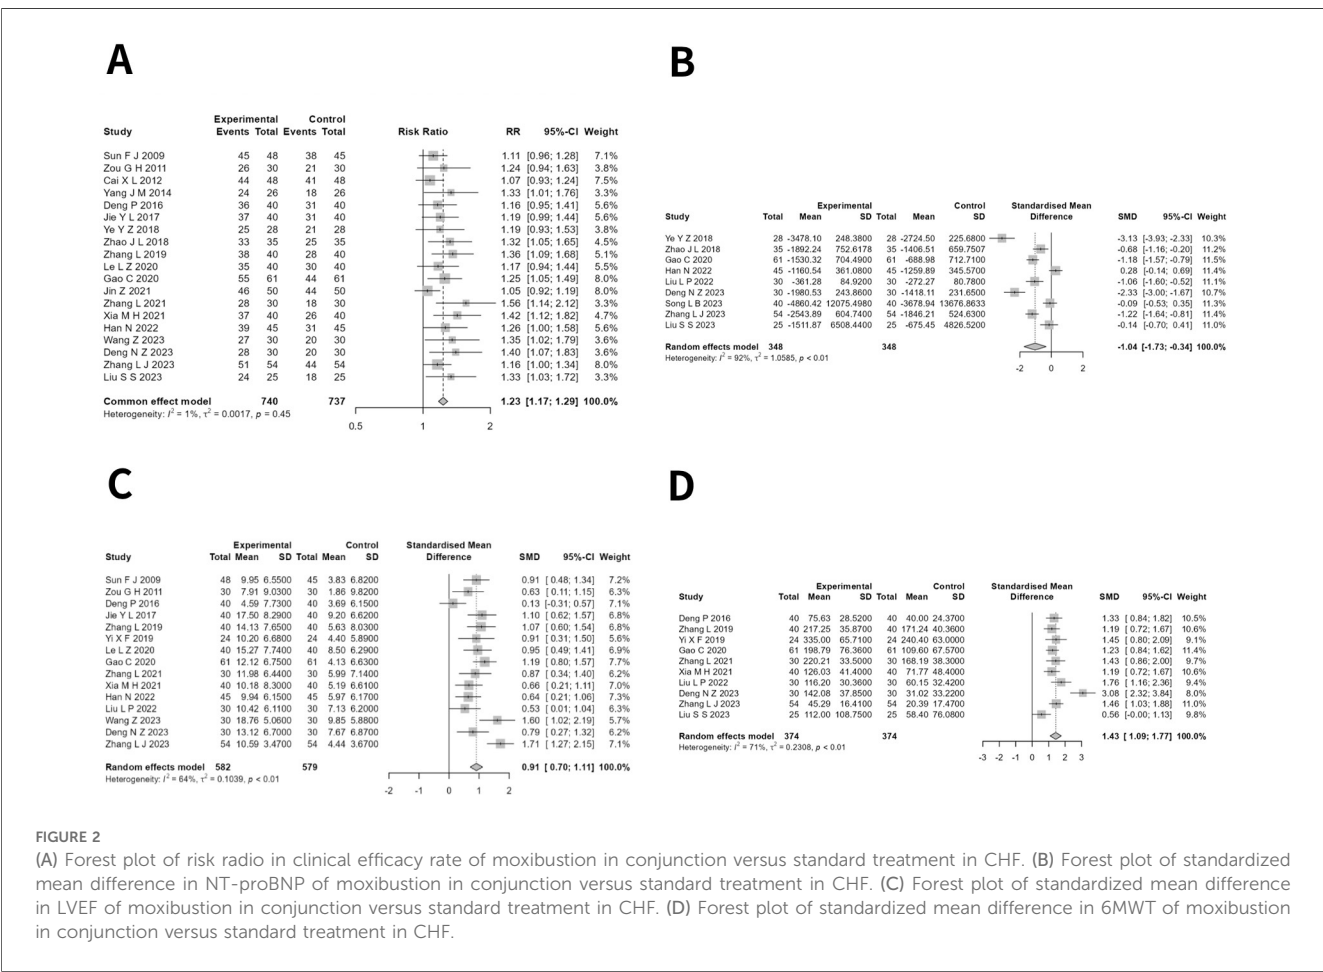 A
Experimental Control
Study Events Total Events Total Risk Ratio RR 95%-CI Weight
Sun F J 2009 45 48 38 45 1.11 [0.96; 1.28] 7.1%
Zou G H 2011 26 30 21 30 1.24 [0.94; 1.63] 3.8%
Cai X L 2012 44 48 41 48 1.07 [0.93; 1.24] 7.5%
Yang J M 2014 24 26 18 26 1.33 [1.01; 1.76] 3.3%
Deng P 2016 36 40 31 40 1.16 [0.95; 1.41] 5.6%
Jie Y L 2017 37 40 31 40 1.19 [0.99; 1.44] 5.6%
Ye Y Z 2018 25 28 21 28 1.19 [0.93; 1.53] 3.8%
Zhao J L 2018 33 35 25 35 1.32 [1.05; 1.65] 4.5%
Zhang L 2019 38 40 28 40 1.36 [1.09; 1.68] 5.1%
Le L Z 2020 35 40 30 40 1.17 [0.94; 1.44] 5.5%
Gao C 2020 55 61 44 61 1.25 [1.05; 1.49] 8.0%
Jin Z 2021 46 50 44 50 1.05 [0.92; 1.19] 8.0%
Zhang L 2021 28 30 18 30 1.56 [1.14; 2.12] 3.3%
Xia M H 2021 37 40 26 40 1.42 [1.12; 1.82] 4.7%
Han N 2022 39 45 31 45 1.26 [1.00; 1.58] 5.6%
Wang Z 2023 27 30 20 30 1.35 [1.02; 1.79] 3.6%
Deng N Z 2023 28 30 20 30 1.40 [1.07; 1.83] 3.6%
Zhang L J 2023 51 54 44 54 1.16 [1.00; 1.34] 8.0%
Liu S S 2023 24 25 18 25 1.33 [1.03; 1.72] 3.3%
Common effect model 740 737 1.23 [1.17; 1.29] 100.0%
Heterogeneity: I² = 1%, τ² = 0.0017, p = 0.45
0.5 1 2
B
Experimental Control Standardised Mean
Study Total Mean SD Total Mean SD Difference SMD 95%-CI Weight
Ye Y Z 2018 28 -3478.10 248.3800 28 -2724.50 225.6800 -3.13 [-3.93; -2.33] 10.3%
Zhao J L 2018 35 -1892.24 752.6178 35 -1406.51 659.7507 -0.68 [-1.16; -0.20] 11.2%
Gao C 2020 61 -1530.32 704.4900 61 -688.98 712.7100 -1.18 [-1.57; -0.79] 11.5%
Han N 2022 45 -1160.54 361.0800 45 -1259.89 345.5700 0.28 [-0.14; 0.69] 11.4%
Liu L P 2022 30 -361.28 84.9200 30 -272.27 80.7800 -1.06 [-1.60; -0.52] 11.1%
Deng N Z 2023 30 -1980.53 243.8600 30 -1418.11 231.6500 -2.33 [-3.00; -1.67] 10.7%
Song L B 2023 40 -4860.42 12075.4980 40 -3678.94 13676.8633 -0.09 [-0.53; 0.35] 11.3%
Zhang L J 2023 54 -2543.89 604.7400 54 -1846.21 524.6300 -1.22 [-1.64; -0.81] 11.4%
Liu S S 2023 25 -1511.87 6508.4400 25 -675.45 4826.5200 -0.14 [-0.70; 0.41] 11.0%
Random effects model 348 348 -1.04 [-1.73; -0.34] 100.0%
Heterogeneity: I² = 92%, τ² = 1.0585, p < 0.01
-2 0 2
C
Experimental Control Standardised Mean
Study Total Mean SD Total Mean SD Difference SMD 95%-CI Weight
Sun F J 2009 48 9.95 6.5500 45 3.83 6.8200 0.91 [ 0.48; 1.34] 7.2%
Zou G H 2011 30 7.91 9.0300 30 1.86 9.8200 0.63 [ 0.11; 1.15] 6.3%
Deng P 2016 40 4.59 7.7300 40 3.69 6.1500 0.13 [-0.31; 0.57] 7.1%
Jie Y L 2017 40 17.50 8.2900 40 9.20 6.6200 1.10 [ 0.62; 1.57] 6.8%
Zhang L 2019 40 14.13 7.6500 40 5.63 8.0300 1.07 [ 0.60; 1.54] 6.8%
Yi X F 2019 24 10.20 6.6800 24 4.40 5.8900 0.91 [ 0.31; 1.50] 5.6%
Le L Z 2020 40 15.27 7.7400 40 8.50 6.2900 0.95 [ 0.49; 1.41] 6.9%
Gao C 2020 61 12.12 6.7500 61 4.13 6.6300 1.19 [ 0.80; 1.57] 7.7%
Zhang L 2021 30 11.98 6.4400 30 5.99 7.1400 0.87 [ 0.34; 1.40] 6.2%
Xia M H 2021 40 10.18 8.3000 40 5.19 6.6100 0.66 [ 0.21; 1.11] 7.0%
Han N 2022 45 9.94 6.1500 45 5.97 6.1700 0.64 [ 0.21; 1.06] 7.3%
Liu L P 2022 30 10.58 5.6700 30 7.13 6.2000 0.53 [ 0.01; 1.04] 6.3%
Wang Z 2023 30 18.76 5.0600 30 9.85 5.8800 1.60 [ 1.02; 2.19] 5.7%
Deng N Z 2023 30 13.12 6.7000 30 7.67 6.8700 0.79 [ 0.27; 1.32] 6.2%
Zhang L J 2023 54 10.59 3.4700 54 4.44 3.6700 1.71 [ 1.27; 2.15] 7.1%
Random effects model 582 579 0.91 [ 0.70; 1.11] 100.0%
Heterogeneity: I² = 64%, τ² = 0.1039, p < 0.01
-2 -1 0 1 2
D
Experimental Control Standardised Mean
Study Total Mean SD Total Mean SD Difference SMD 95%-CI Weight
Deng P 2016 40 75.63 28.5200 40 40.00 24.3700 1.33 [ 0.84; 1.82] 10.5%
Zhang L 2019 40 217.25 35.8700 40 171.24 40.3600 1.19 [ 0.72; 1.67] 10.6%
Yi X F 2019 24 335.00 65.7100 24 240.40 63.0000 1.45 [ 0.80; 2.09] 9.1%
Gao C 2020 61 198.79 76.3600 61 109.60 67.5700 1.23 [ 0.84; 1.62] 11.4%
Zhang L 2021 30 220.21 33.5000 30 168.19 38.3000 1.43 [ 0.86; 2.00] 9.7%
Xia M H 2021 40 126.03 41.4000 40 71.77 48.4000 1.19 [ 0.72; 1.67] 10.6%
Liu L P 2022 30 116.20 30.3600 30 60.15 32.4200 1.76 [ 1.16; 2.36] 9.4%
Deng N Z 2023 30 142.08 37.8500 30 31.02 33.2200 3.08 [ 2.32; 3.84] 8.0%
Zhang L J 2023 54 45.29 16.4100 54 20.39 17.4700 1.46 [ 1.03; 1.88] 11.0%
Liu S S 2023 25 112.00 108.7500 25 58.40 76.0800 0.56 [-0.00; 1.13] 9.8%
Random effects model 374 374 1.43 [ 1.09; 1.77] 100.0%
Heterogeneity: I² = 71%, τ² = 0.2308, p < 0.01
-3 -2 -1 0 1 2 3
FIGURE 2
(A) Forest plot of risk radio in clinical efficacy rate of moxibustion in conjunction versus standard treatment in CHF. (B) Forest plot of standardized
mean difference in NT-proBNP of moxibustion in conjunction versus standard treatment in CHF. (C) Forest plot of standardized mean difference
in LVEF of moxibustion in conjunction versus standard treatment in CHF. (D) Forest plot of standardized mean difference in 6MWT of moxibustion
in conjunction versus standard treatment in CHF.